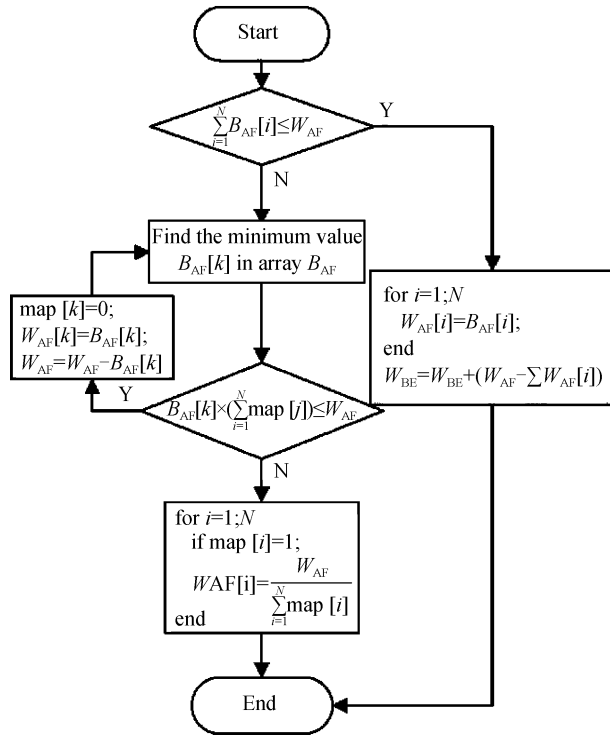 Start
N
∑B_AF[i]≤W_AF
i=1
Y
N
Find the minimum value
B_AF[k] in array B_AF
map [k]=0;
W_AF[k]=B_AF[k];
W_AF=W_AF−B_AF[k]
for i=1;N
W_AF[i]=B_AF[i];
end
W_BE=W_BE+(W_AF−∑W_AF[i])
Y
N
B_AF[k]×(∑map [j])≤W_AF
i=1
N
for i=1;N
if map [i]=1;
W_AF
WAF[i]=
N
∑map [i]
i=1
end
End